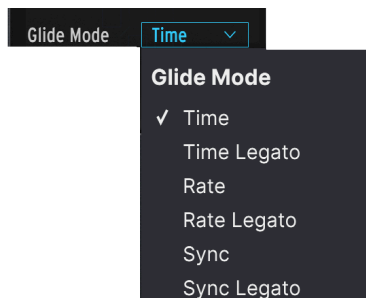 Glide Mode Time
Glide Mode
Time
Time Legato
Rate
Rate Legato
Sync
Sync Legato